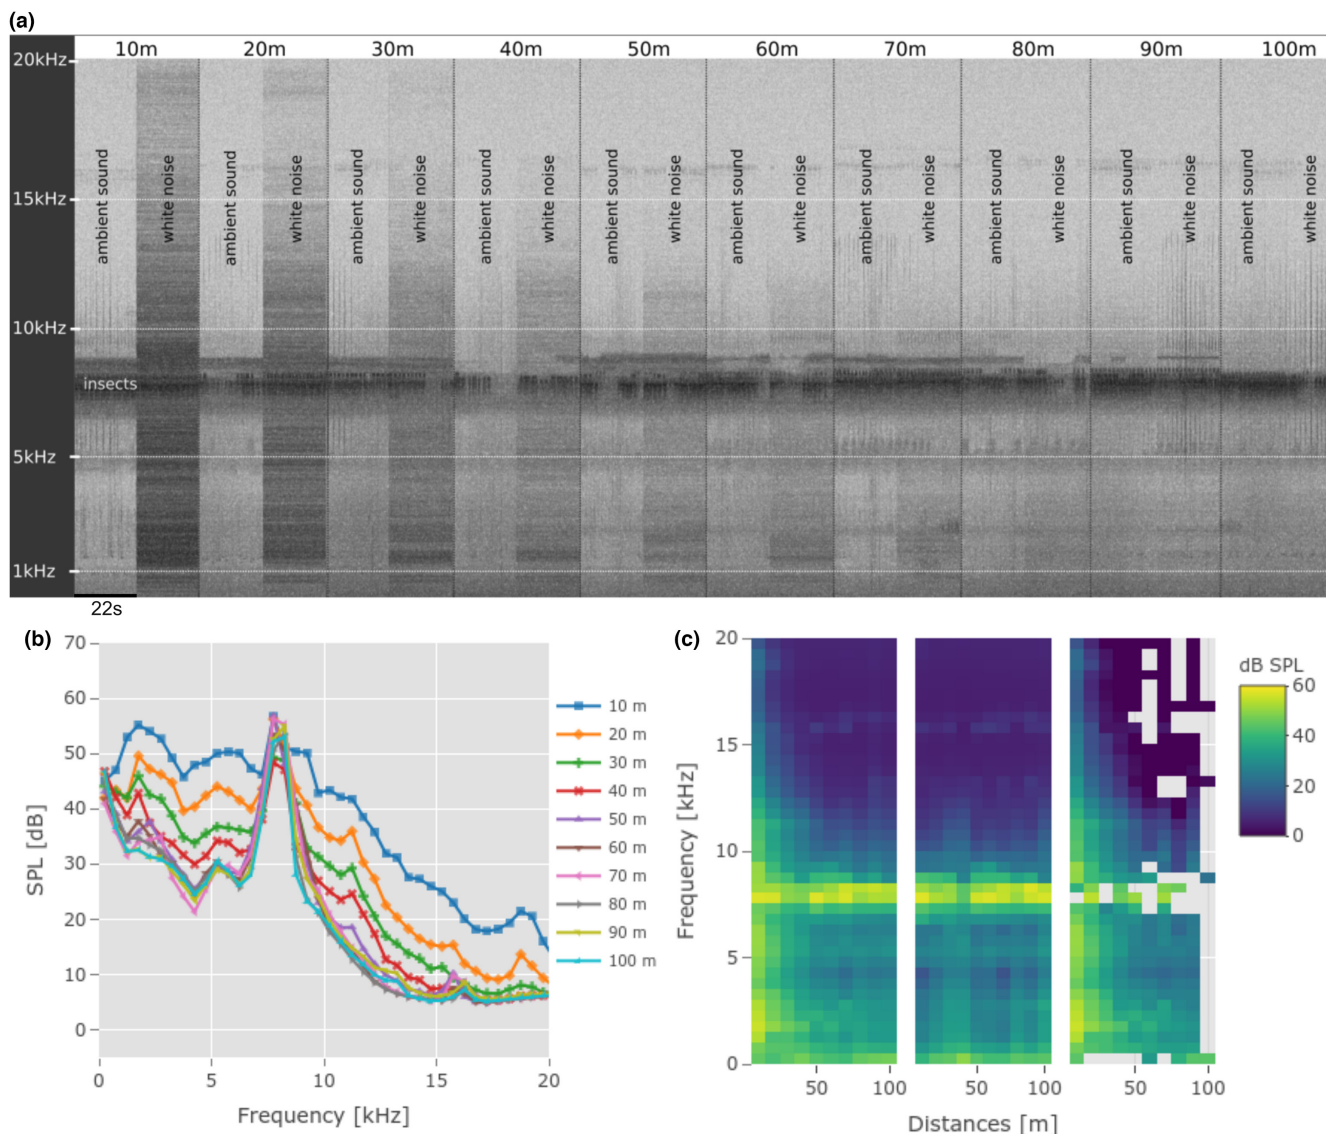 (a)
10m 20m 30m 40m 50m 60m 70m 80m 90m 100m
20kHz
15kHz
10kHz
5kHz
1kHz
ambient sound
white noise
ambient sound
white noise
ambient sound
white noise
ambient sound
white noise
ambient sound
white noise
ambient sound
white noise
ambient sound
white noise
ambient sound
white noise
ambient sound
white noise
ambient sound
white noise
insects
22s
(b)
70
60
50
40
30
20
10
0
SPL [dB]
0 5 10 15 20
Frequency [kHz]
10 m
20 m
30 m
40 m
50 m
60 m
70 m
80 m
90 m
100 m
(c)
20
15
10
5
0
Frequency [kHz]
50 100 50 100 50 100
Distances [m]
dB SPL
60
40
20
0